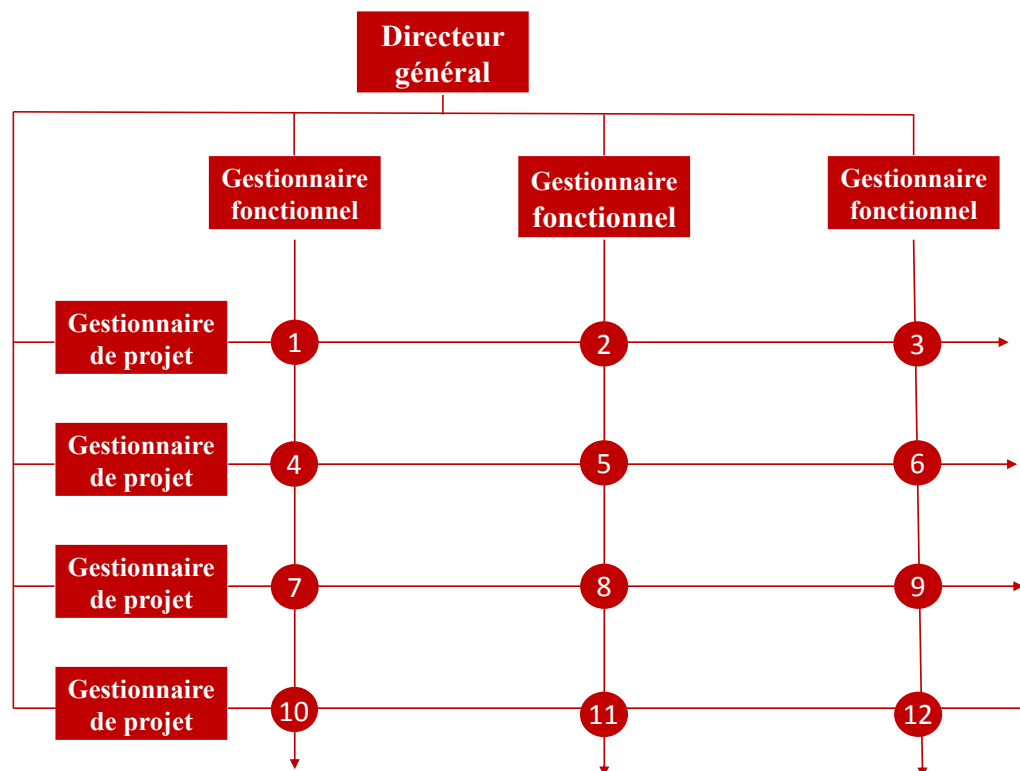 Directeur
général
Gestionnaire
fonctionnel
Gestionnaire
fonctionnel
Gestionnaire
fonctionnel
Gestionnaire
de projet
1
2
3
Gestionnaire
de projet
4
5
6
Gestionnaire
de projet
7
8
9
Gestionnaire
de projet
10
11
12